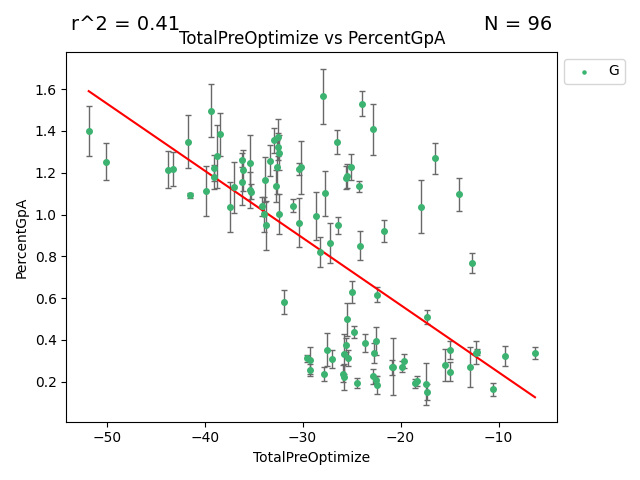 r^2 = 0.41
N = 96
TotalPreOptimize vs PercentGpA
G
PercentGpA
1.6
1.4
1.2
1.0
0.8
0.6
0.4
0.2
−50
−40
−30
−20
−10
TotalPreOptimize